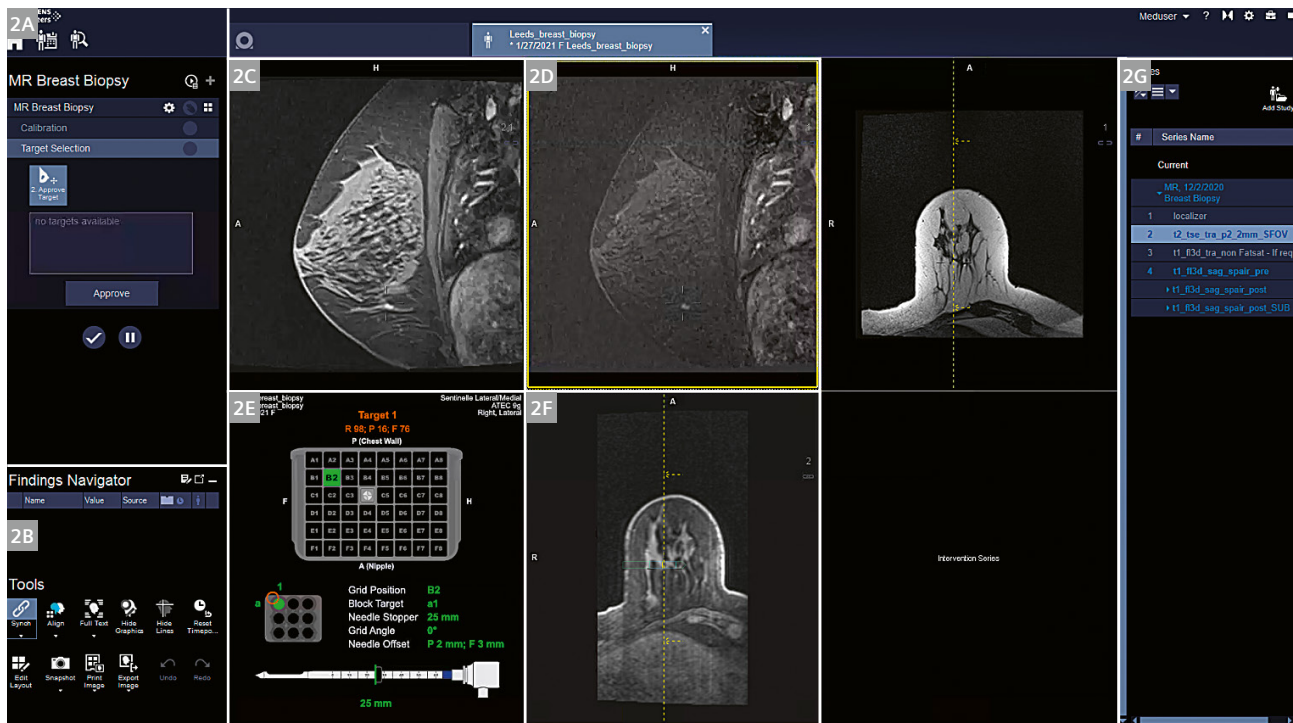 2A
ENS
eers
Meduser
?
Leeds_breast_biopsy
* 1/27/2021 F Leeds_breast_biopsy
X
MR Breast Biopsy
MR Breast Biopsy
Calibration
Target Selection
2. Approve
Target
no targets available
Approve
Findings Navigator
Name Value Source
2B
Tools
Synch
Align
Full Text
Hide
Graphics
Hide
Lines
Reset
Timepo...
Edit
Layout
Snapshot
Print
Image
Export
Image
Undo
Redo
2C
H
A
2D
H
A
A
R
1
2E
reast_biopsy
reast_biopsy
21 F
Sentinelle Lateral/Medial
ATEC 9g
Right, Lateral
Target 1
R 98; P 16; F 76
P (Chest Wall)
A1 A2 A3 A4 A5 A6 A7 A8
B1 B2 B3 B4 B5 B6 B7 B8
F
C1 C2 C3 C5 C6 C7 C8
H
D1 D2 D3 D4 D5 D6 D7 D8
E1 E2 E3 E4 E5 E6 E7 E8
F1 F2 F3 F4 F5 F6 F7 F8
A (Nipple)
1
a
Grid Position B2
Block Target a1
Needle Stopper 25 mm
Grid Angle 0°
Needle Offset P 2 mm; F 3 mm
25 mm
2F
A
R
2
Intervention Series
2G
es
Add Study
# Series Name
Current
MR, 12/2/2020
Breast Biopsy
1 localizer
2 t2_tse_tra_p2_2mm_SFOV
3 t1_fl3d_tra_non Fatsat - If req
4 t1_fl3d_sag_spair_pre
t1_fl3d_sag_spair_post
t1_fl3d_sag_spair_post_SUB